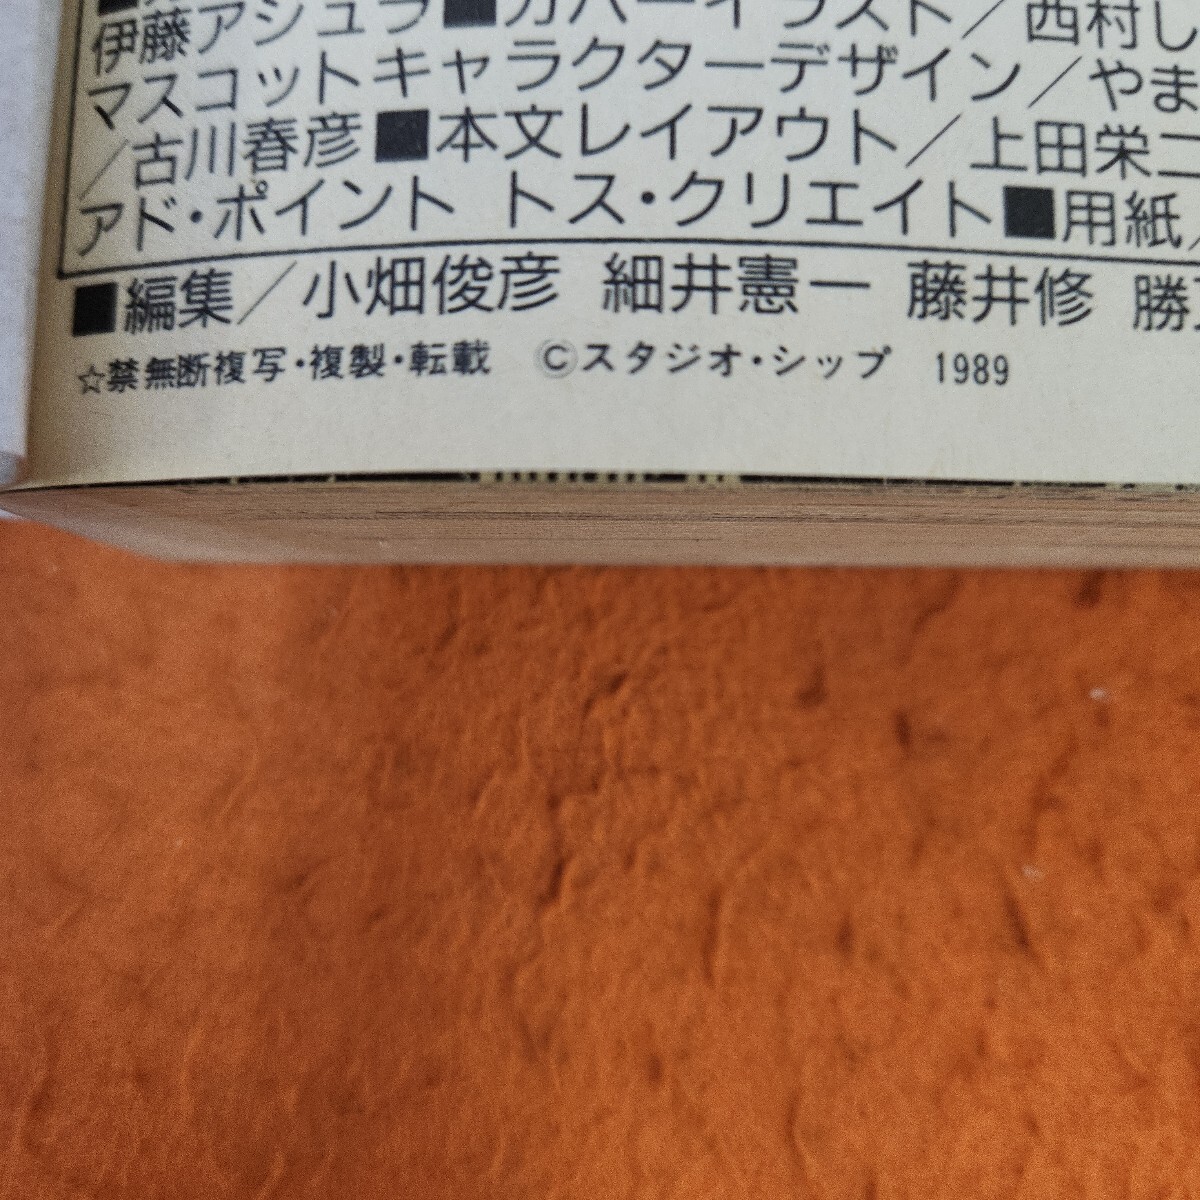 伊藤アシュラ■カバーイラスト／西村し
マスコットキャラクターデザイン／やま
／古川春彦■本文レイアウト／上田栄二
アド・ポイント トス・クリエイト■用紙／
■編集／小畑俊彦 細井憲一 藤井修 勝
☆禁無断複写・複製・転載 ©スタジオ・シップ 1989